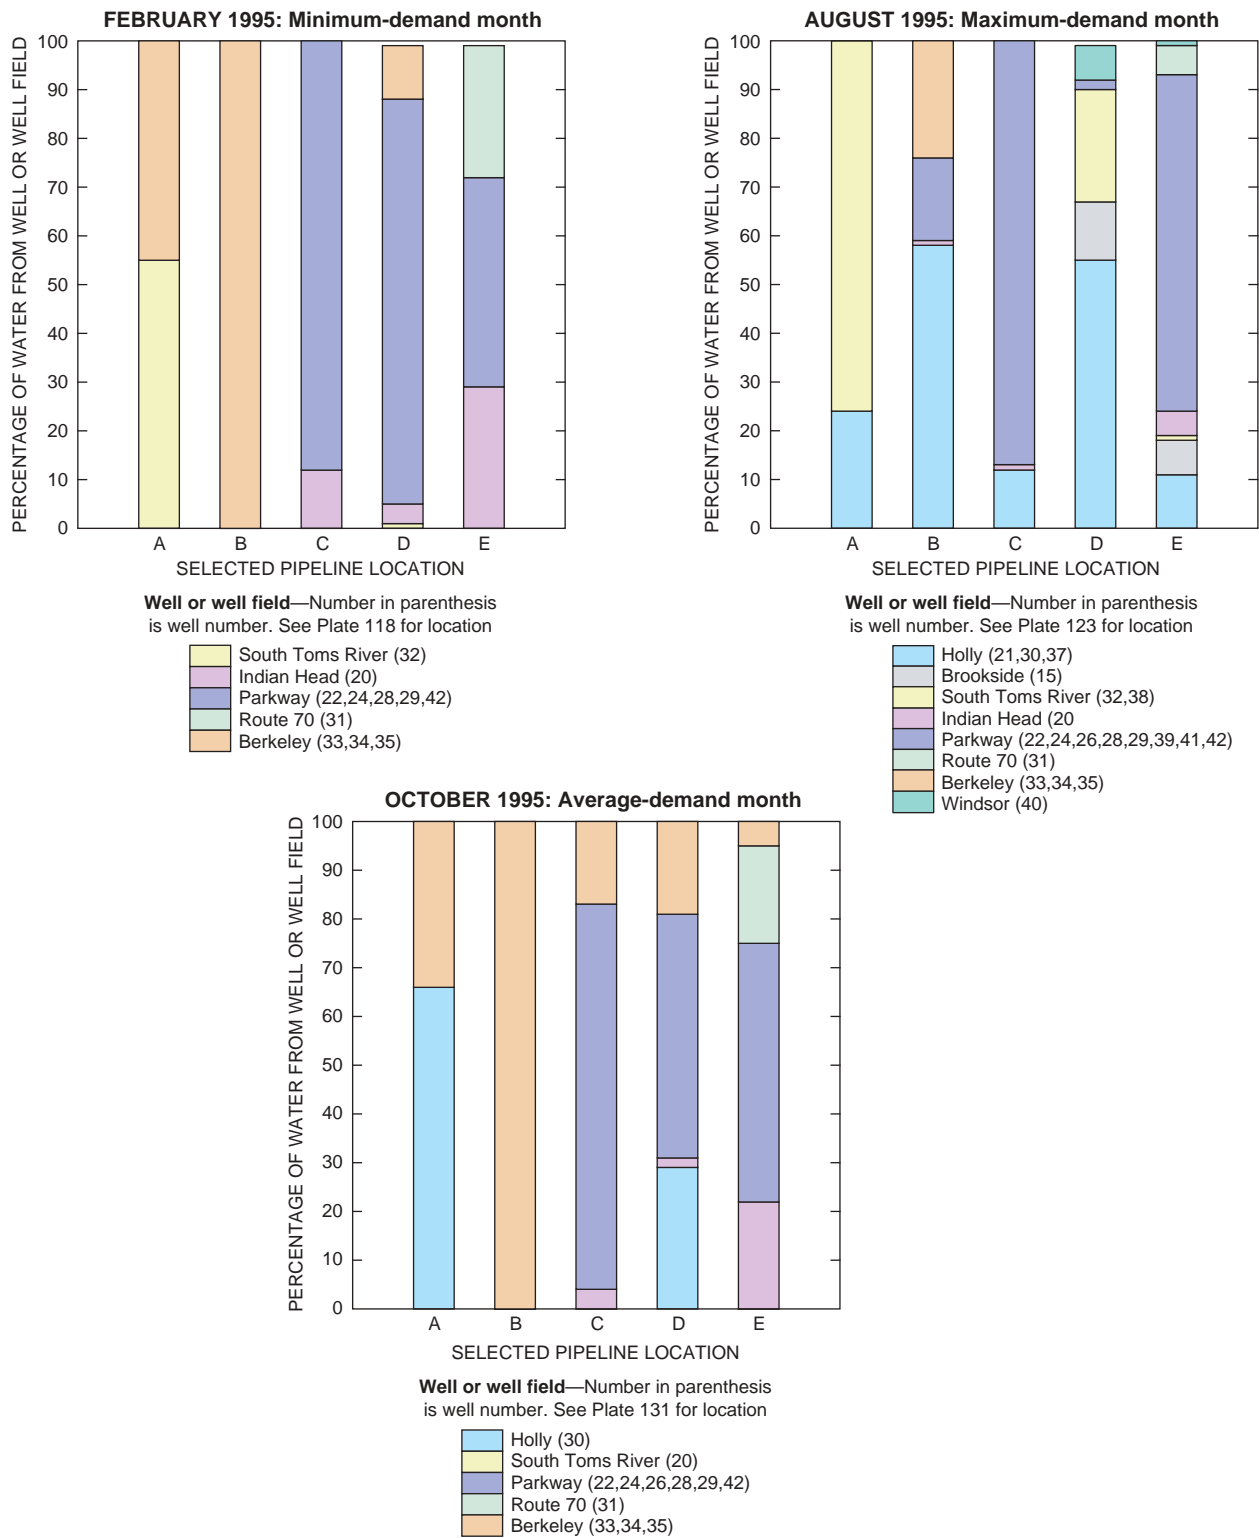 FEBRUARY 1995: Minimum-demand month
PERCENTAGE OF WATER FROM WELL OR WELL FIELD
100
90
80
70
60
50
40
30
20
10
0
A B C D E
SELECTED PIPELINE LOCATION
Well or well field—Number in parenthesis
is well number. See Plate 118 for location
South Toms River (32)
Indian Head (20)
Parkway (22,24,28,29,42)
Route 70 (31)
Berkeley (33,34,35)
AUGUST 1995: Maximum-demand month
PERCENTAGE OF WATER FROM WELL OR WELL FIELD
100
90
80
70
60
50
40
30
20
10
0
A B C D E
SELECTED PIPELINE LOCATION
Well or well field—Number in parenthesis
is well number. See Plate 123 for location
Holly (21,30,37)
Brookside (15)
South Toms River (32,38)
Indian Head (20
Parkway (22,24,26,28,29,39,41,42)
Route 70 (31)
Berkeley (33,34,35)
Windsor (40)
OCTOBER 1995: Average-demand month
PERCENTAGE OF WATER FROM WELL OR WELL FIELD
100
90
80
70
60
50
40
30
20
10
0
A B C D E
SELECTED PIPELINE LOCATION
Well or well field—Number in parenthesis
is well number. See Plate 131 for location
Holly (30)
South Toms River (20)
Parkway (22,24,26,28,29,42)
Route 70 (31)
Berkeley (33,34,35)